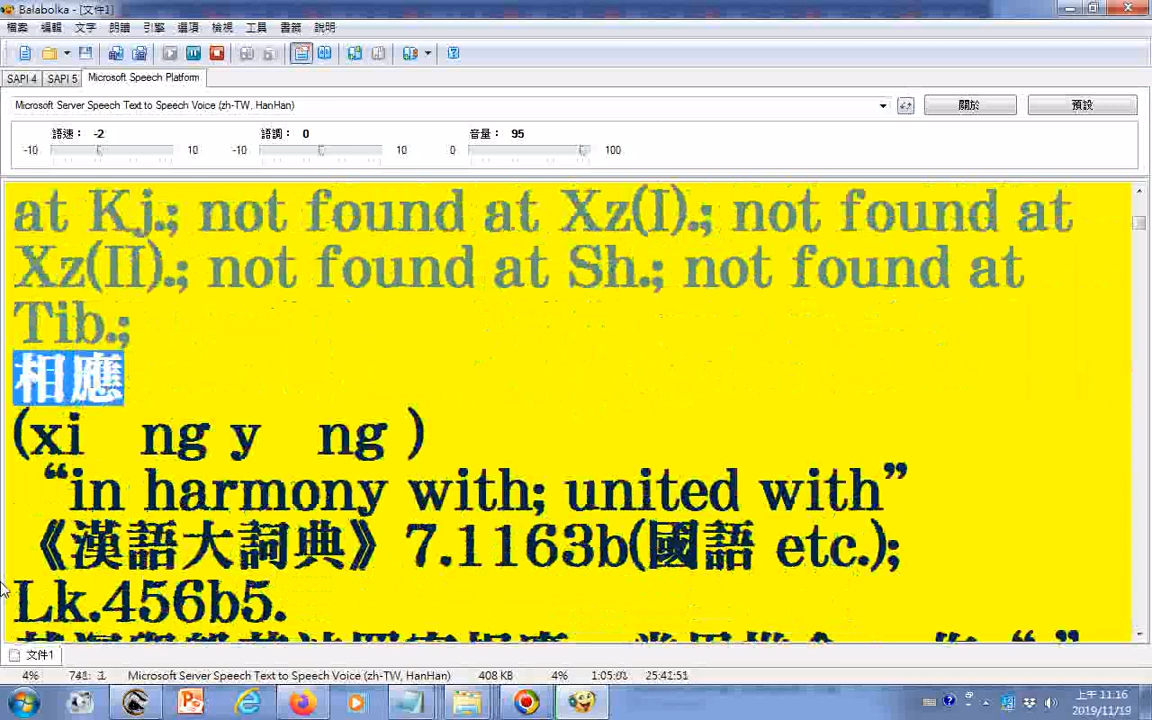 Balabolka - [文件1]
檔案 編輯 文字 朗讀 引擎 選項 檢視 工具 書籤 說明
SAPI 4 SAPI 5 Microsoft Speech Platform
Microsoft Server Speech Text to Speech Voice (zh-TW, HanHan)
關於
預設
語速： -2
語調： 0
音量： 95
-10 10 -10 10 0 100
at Kj.; not found at Xz(I).; not found at
Xz(II).; not found at Sh.; not found at
Tib.;
相應
(xi ng y ng )
“in harmony with; united with”
《漢語大詞典》7.1163b(國語 etc.);
Lk.456b5.
文件1
4% Microsoft Server Speech Text to Speech Voice (zh-TW, HanHan) 408 KB 4% 25:41:51
上午 11:16
2019/11/19